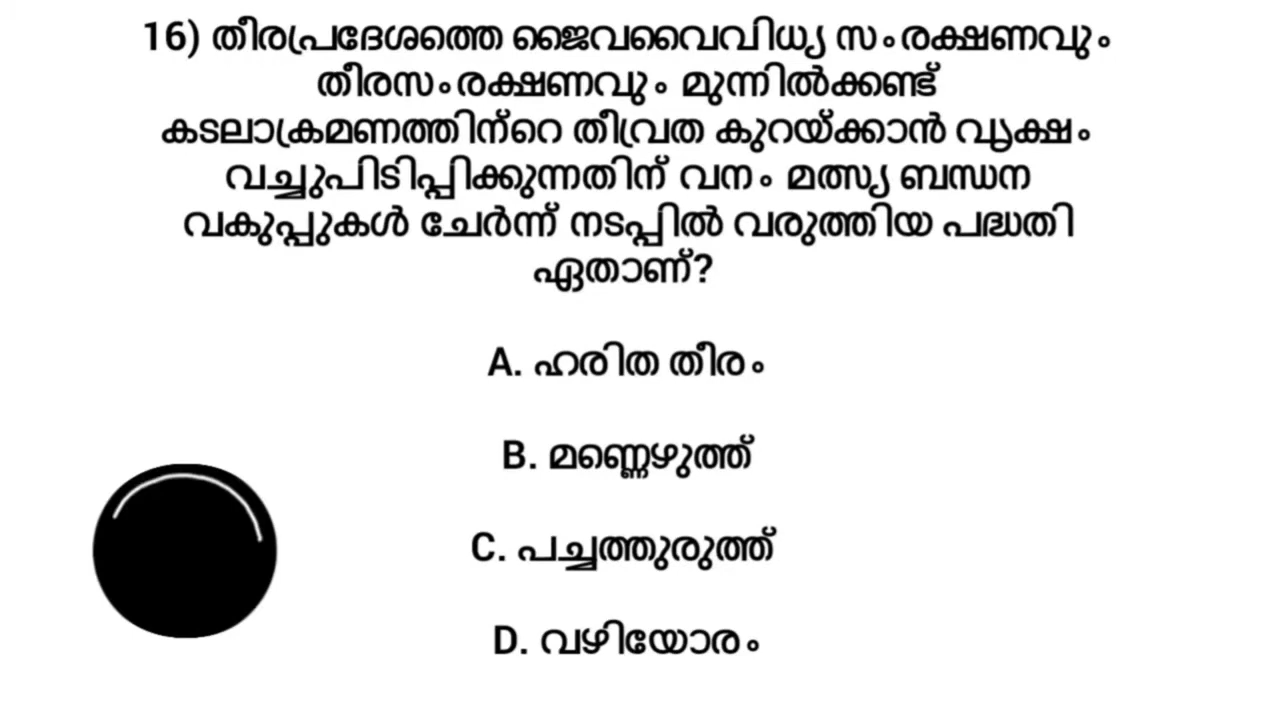 16) തീരപ്രദേശത്തെ ജൈവവൈവിധ്യ സംരക്ഷണവും
തീരസംരക്ഷണവും മുന്നിൽക്കണ്ട്
കടലാക്രമണത്തിന്റെ തീവ്രത കുറയ്ക്കാൻ വൃക്ഷം
വച്ചുപിടിപ്പിക്കുന്നതിന് വനം മത്സ്യ ബന്ധന
വകുപ്പുകൾ ചേർന്ന് നടപ്പിൽ വരുത്തിയ പദ്ധതി
ഏതാണ്?
A. ഹരിത തീരം
B. മണ്ണെഴുത്ത്
C. പച്ചത്തുരുത്ത്
D. വഴിയോരം